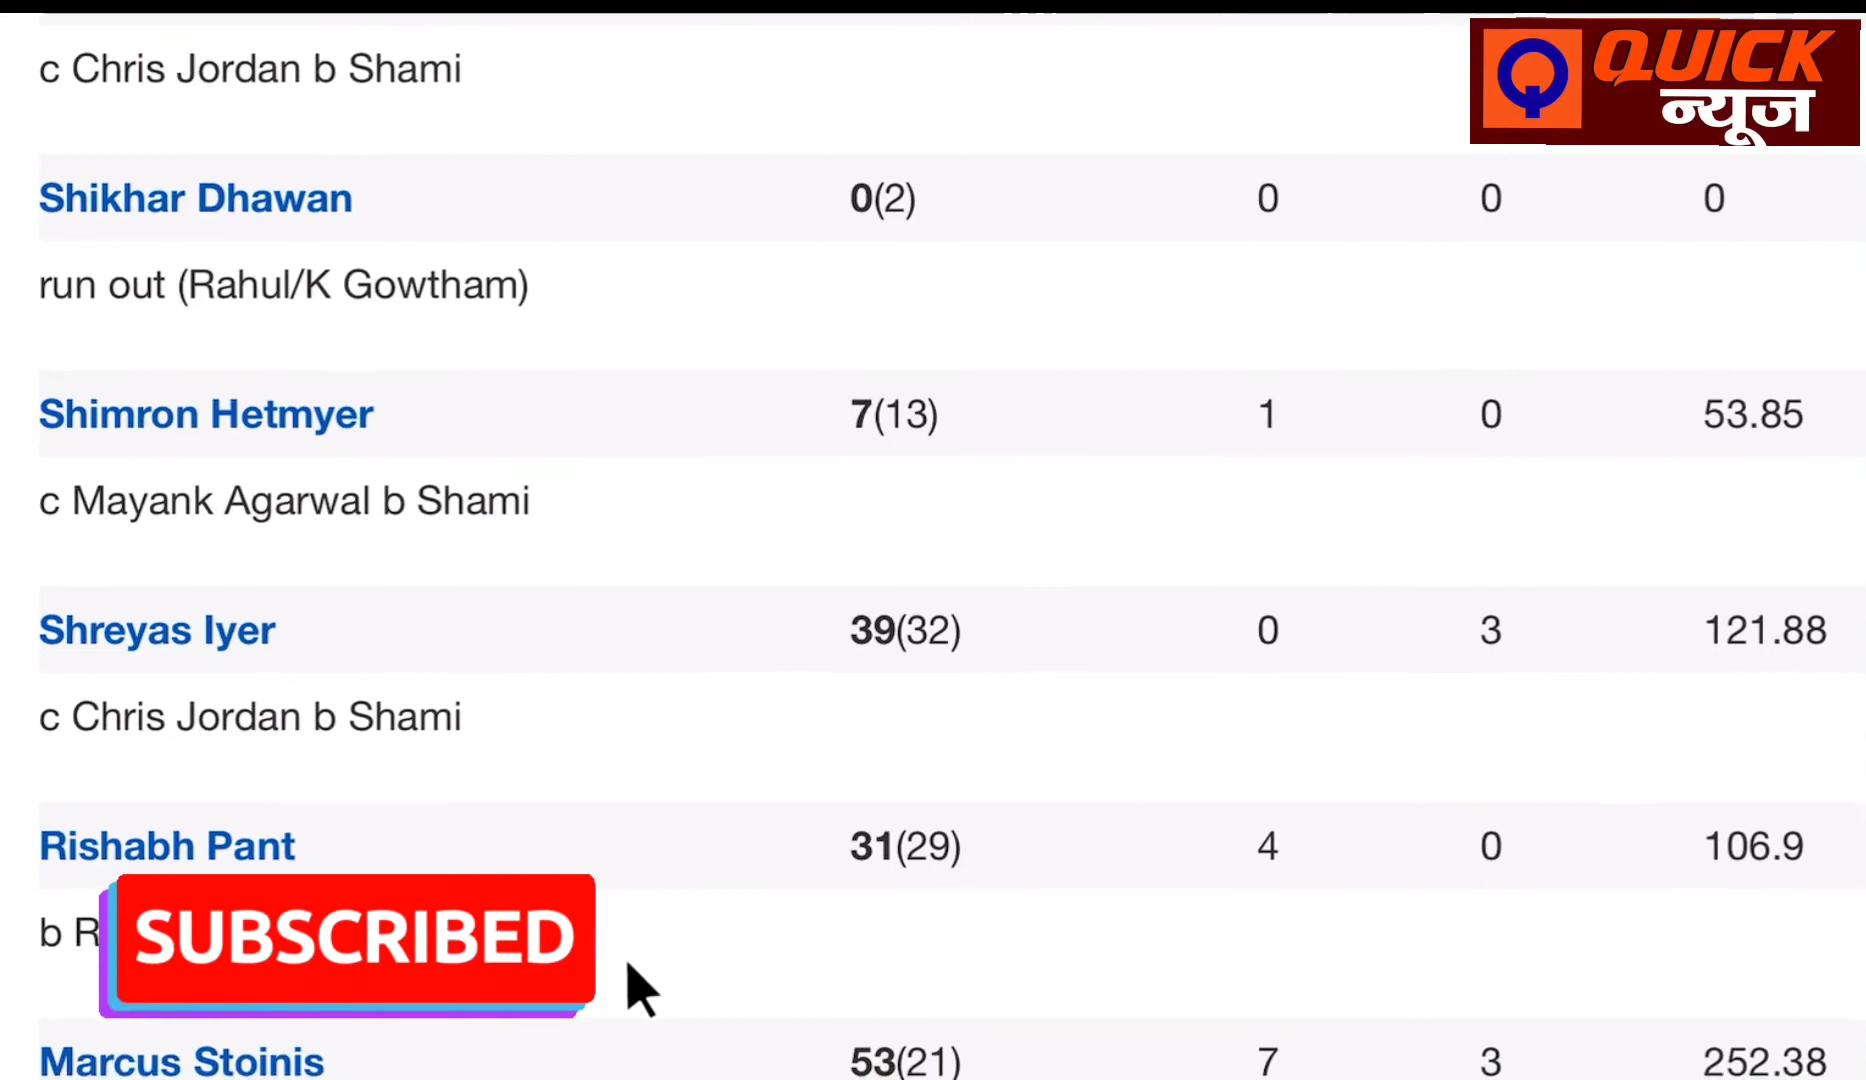 c Chris Jordan b Shami
QUICK
न्यूज
Shikhar Dhawan 0(2) 0 0 0
run out (Rahul/K Gowtham)
Shimron Hetmyer 7(13) 1 0 53.85
c Mayank Agarwal b Shami
Shreyas Iyer 39(32) 0 3 121.88
c Chris Jordan b Shami
Rishabh Pant 31(29) 4 0 106.9
b
SUBSCRIBED
Marcus Stoinis 53(21) 7 3 252.38